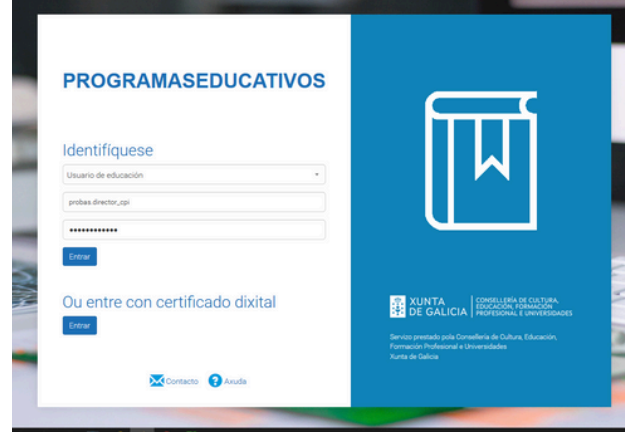 PROGRAMASEDUCATIVOS
Identifíquese
Usuario de educación
probas.director_cpi
••••••••••••
Entrar
Ou entre con certificado dixital
Entrar
Contacto
Axuda
XUNTA
DE GALICIA
CONSELLERÍA DE CULTURA,
EDUCACIÓN, FORMACIÓN
PROFESIONAL E UNIVERSIDADES
Servizo prestado pola Consellería de Cultura, Educación,
Formación Profesional e Universidades
Xunta de Galicia